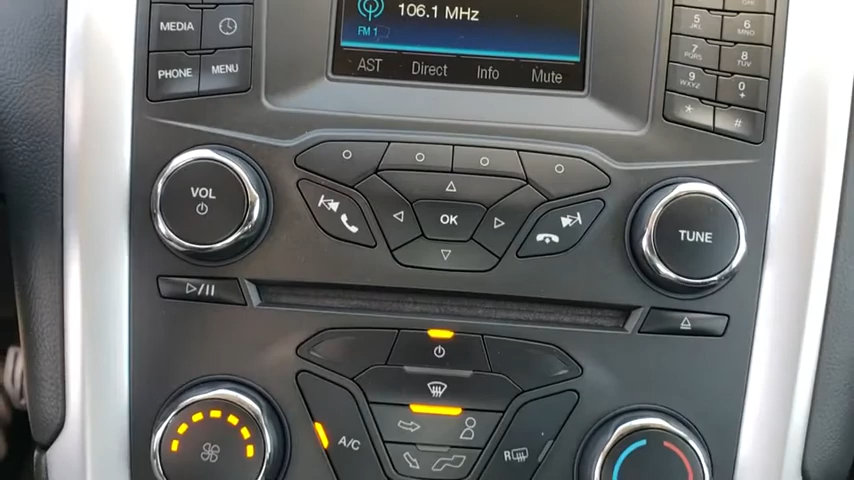 106.1 MHz
FM 1
AST Direct Info Mute
MEDIA
PHONE MENU
5 JKL
6 MNO
7 PQRS
8 TUV
9 WXYZ
0 +
* #
VOL
OK
TUNE
A/C
R